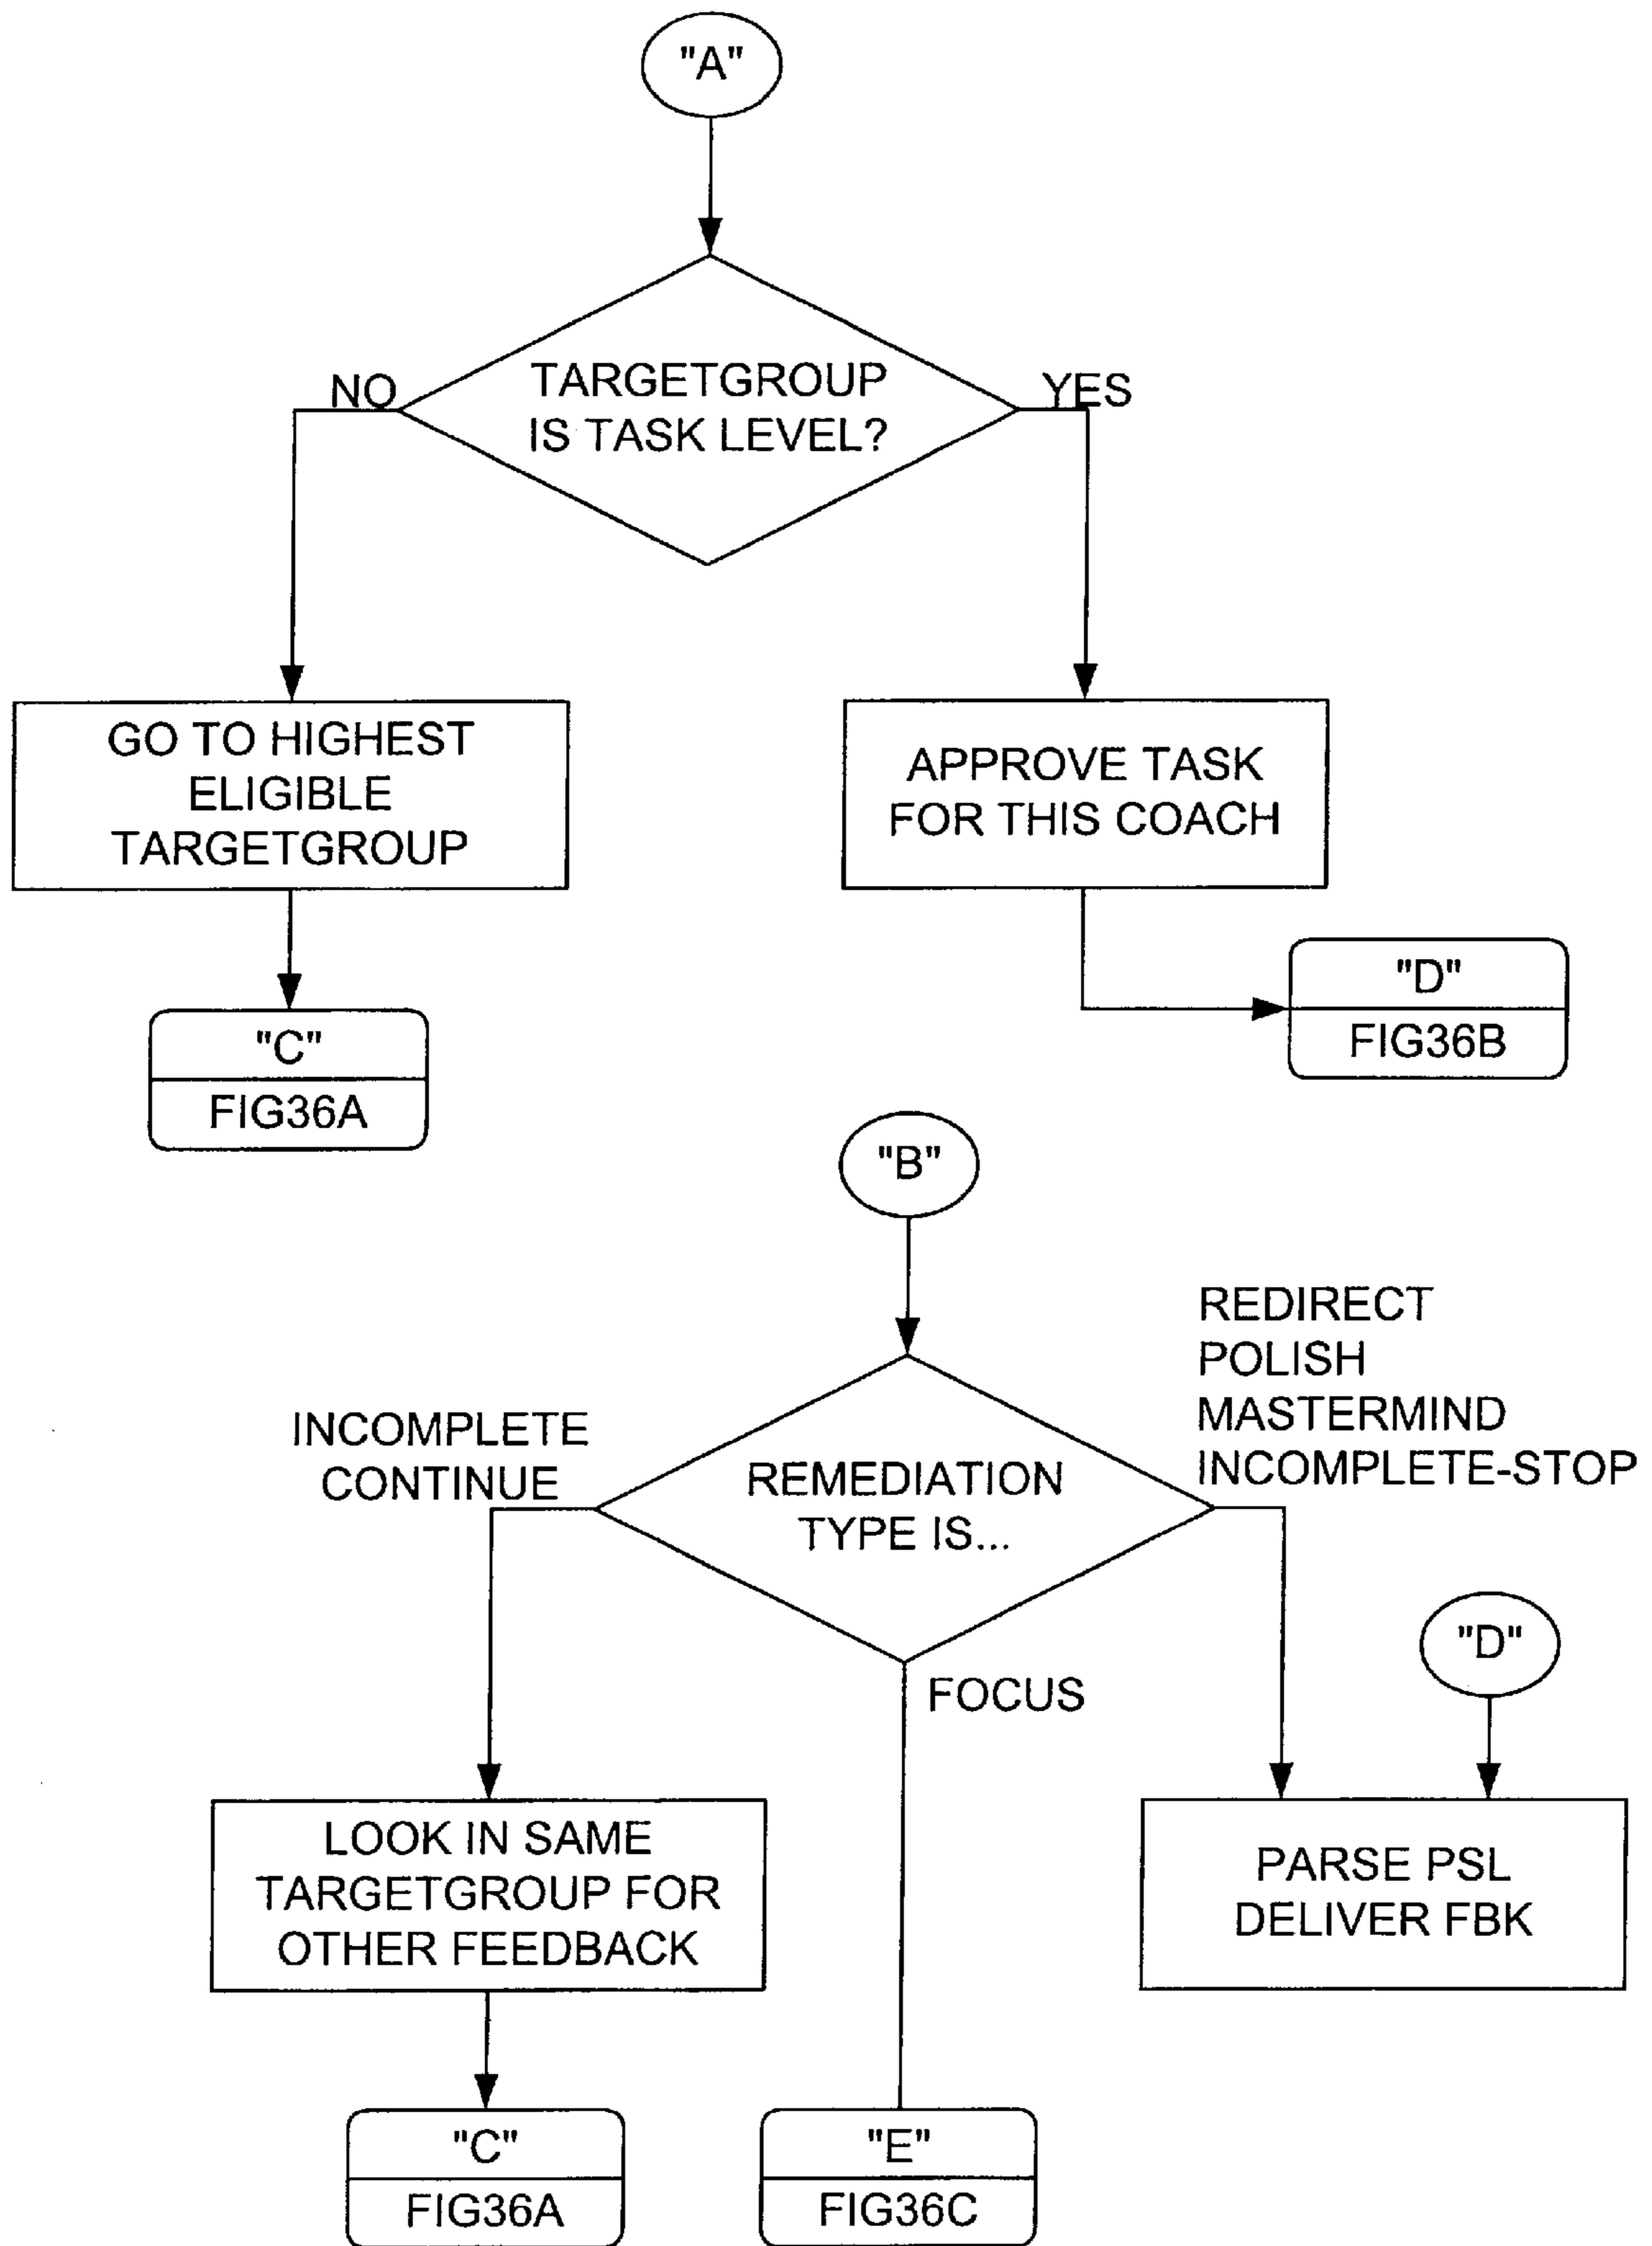 "A"
TARGETGROUP
IS TASK LEVEL?
NO
YES
GO TO HIGHEST
ELIGIBLE
TARGETGROUP
APPROVE TASK
FOR THIS COACH
"C"
FIG36A
"D"
FIG36B
"B"
REMEDIATION
TYPE IS...
INCOMPLETE
CONTINUE
REDIRECT
POLISH
MASTERMIND
INCOMPLETE-STOP
FOCUS
"D"
LOOK IN SAME
TARGETGROUP FOR
OTHER FEEDBACK
PARSE PSL
DELIVER FBK
"C"
FIG36A
"E"
FIG36C